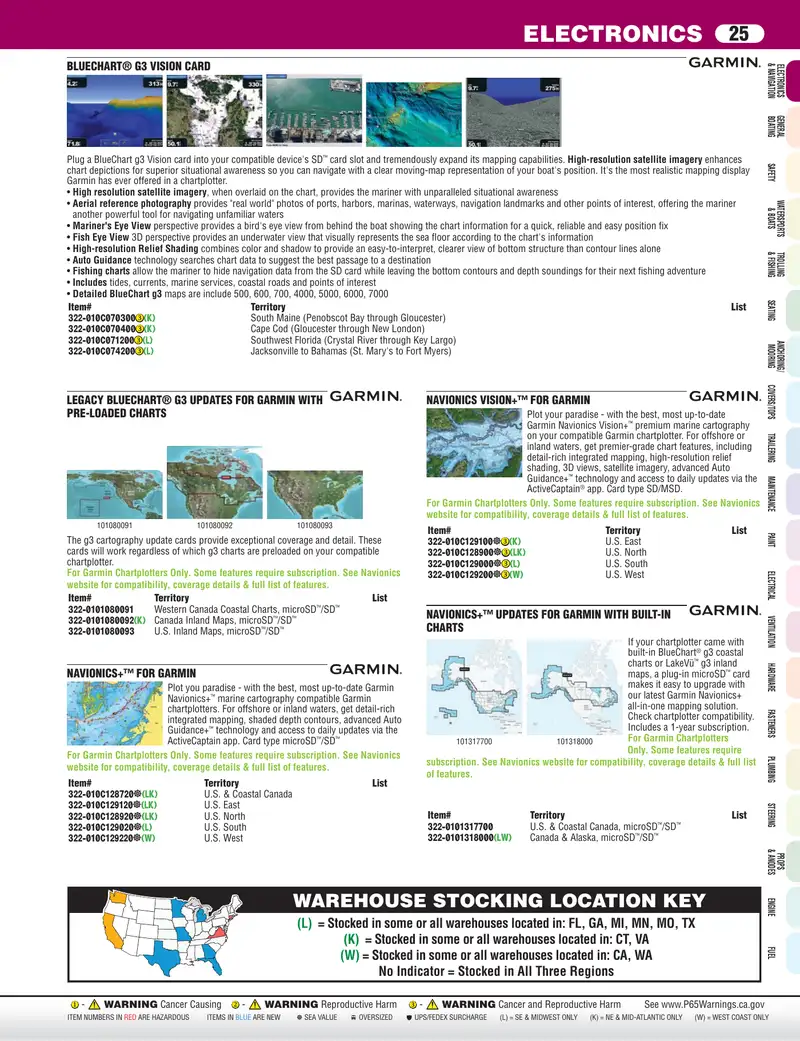 ELECTRONICS 25
BLUECHART® G3 VISION CARD
GARMIN®
Plug a BlueChart g3 Vision card into your compatible device's SD™ card slot and tremendously expand its mapping capabilities. High-resolution satellite imagery enhances
chart depictions for superior situational awareness so you can navigate with a clear moving-map representation of your boat's position. It's the most realistic mapping display
Garmin has ever offered in a chartplotter.
• High resolution satellite imagery, when overlaid on the chart, provides the mariner with unparalleled situational awareness
• Aerial reference photography provides "real world" photos of ports, harbors, marinas, waterways, navigation landmarks and other points of interest, offering the mariner
another powerful tool for navigating unfamiliar waters
• Mariner's Eye View perspective provides a bird's eye view from behind the boat showing the chart information for a quick, reliable and easy position fix
• Fish Eye View 3D perspective provides an underwater view that visually represents the sea floor according to the chart's information
• High-resolution Relief Shading combines color and shadow to provide an easy-to-interpret, clearer view of bottom structure than contour lines alone
• Auto Guidance technology searches chart data to suggest the best passage to a destination
• Fishing charts allow the mariner to hide navigation data from the SD card while leaving the bottom contours and depth soundings for their next fishing adventure
• Includes tides, currents, marine services, coastal roads and points of interest
• Detailed BlueChart g3 maps are include 500, 600, 700, 4000, 5000, 6000, 7000
Item# Territory List
322-010C070300③(K) South Maine (Penobscot Bay through Gloucester)
322-010C070400③(K) Cape Cod (Gloucester through New London)
322-010C071200③(L) Southwest Florida (Crystal River through Key Largo)
322-010C074200③(L) Jacksonville to Bahamas (St. Mary's to Fort Myers)
LEGACY BLUECHART® G3 UPDATES FOR GARMIN WITH
PRE-LOADED CHARTS
GARMIN®
101080091 101080092 101080093
The g3 cartography update cards provide exceptional coverage and detail. These
cards will work regardless of which g3 charts are preloaded on your compatible
chartplotter.
For Garmin Chartplotters Only. Some features require subscription. See Navionics
website for compatibility, coverage details & full list of features.
Item# Territory List
322-0101080091 Western Canada Coastal Charts, microSD™/SD™
322-0101080092(K) Canada Inland Maps, microSD™/SD™
322-0101080093 U.S. Inland Maps, microSD™/SD™
NAVIONICS+™ FOR GARMIN
GARMIN®
Plot you paradise - with the best, most up-to-date Garmin
Navionics+™ marine cartography compatible Garmin
chartplotters. For offshore or inland waters, get detail-rich
integrated mapping, shaded depth contours, advanced Auto
Guidance+™ technology and access to daily updates via the
ActiveCaptain app. Card type microSD™/SD™
For Garmin Chartplotters Only. Some features require subscription. See Navionics
website for compatibility, coverage details & full list of features.
Item# Territory List
322-010C128720(LK) U.S. & Coastal Canada
322-010C129120(LK) U.S. East
322-010C128920(LK) U.S. North
322-010C129020(L) U.S. South
322-010C129220(W) U.S. West
NAVIONICS VISION+™ FOR GARMIN
GARMIN®
Plot your paradise - with the best, most up-to-date
Garmin Navionics Vision+™ premium marine cartography
on your compatible Garmin chartplotter. For offshore or
inland waters, get premier-grade chart features, including
detail-rich integrated mapping, high-resolution relief
shading, 3D views, satellite imagery, advanced Auto
Guidance+™ technology and access to daily updates via the
ActiveCaptain® app. Card type SD/MSD.
For Garmin Chartplotters Only. Some features require subscription. See Navionics
website for compatibility, coverage details & full list of features.
Item# Territory List
322-010C129100③(K) U.S. East
322-010C128900③(LK) U.S. North
322-010C129000③(L) U.S. South
322-010C129200③(W) U.S. West
NAVIONICS+™ UPDATES FOR GARMIN WITH BUILT-IN
CHARTS
GARMIN®
101317700 101318000
If your chartplotter came with
built-in BlueChart® g3 coastal
charts or LakeVü™ g3 inland
maps, a plug-in microSD™ card
makes it easy to upgrade with
our latest Garmin Navionics+
all-in-one mapping solution.
Check chartplotter compatibility.
Includes a 1-year subscription.
For Garmin Chartplotters
Only. Some features require
subscription. See Navionics website for compatibility, coverage details & full list
of features.
Item# Territory List
322-0101317700 U.S. & Coastal Canada, microSD™/SD™
322-0101318000(LW) Canada & Alaska, microSD™/SD™
WAREHOUSE STOCKING LOCATION KEY
(L) = Stocked in some or all warehouses located in: FL, GA, MI, MN, MO, TX
(K) = Stocked in some or all warehouses located in: CT, VA
(W) = Stocked in some or all warehouses located in: CA, WA
No Indicator = Stocked in All Three Regions
① - WARNING Cancer Causing ② - WARNING Reproductive Harm ③ - WARNING Cancer and Reproductive Harm See www.P65Warnings.ca.gov
ITEM NUMBERS IN RED ARE HAZARDOUS ITEMS IN BLUE ARE NEW SEA VALUE OVERSIZED UPS/FEDEX SURCHARGE (L) = SE & MIDWEST ONLY (K) = NE & MID-ATLANTIC ONLY (W) = WEST COAST ONLY
ELECTRONICS
& NAVIGATION
GENERAL
BOATING
SAFETY
WATERSPORTS
& BOATS
TROLLING
& FISHING
SEATING
ANCHORING/
MOORING
COVERS/TOPS
TRAILERING
MAINTENANCE
PAINT
ELECTRICAL
VENTILATION
HARDWARE
FASTENERS
PLUMBING
STEERING
PROPS
& ANODES
ENGINE
FUEL